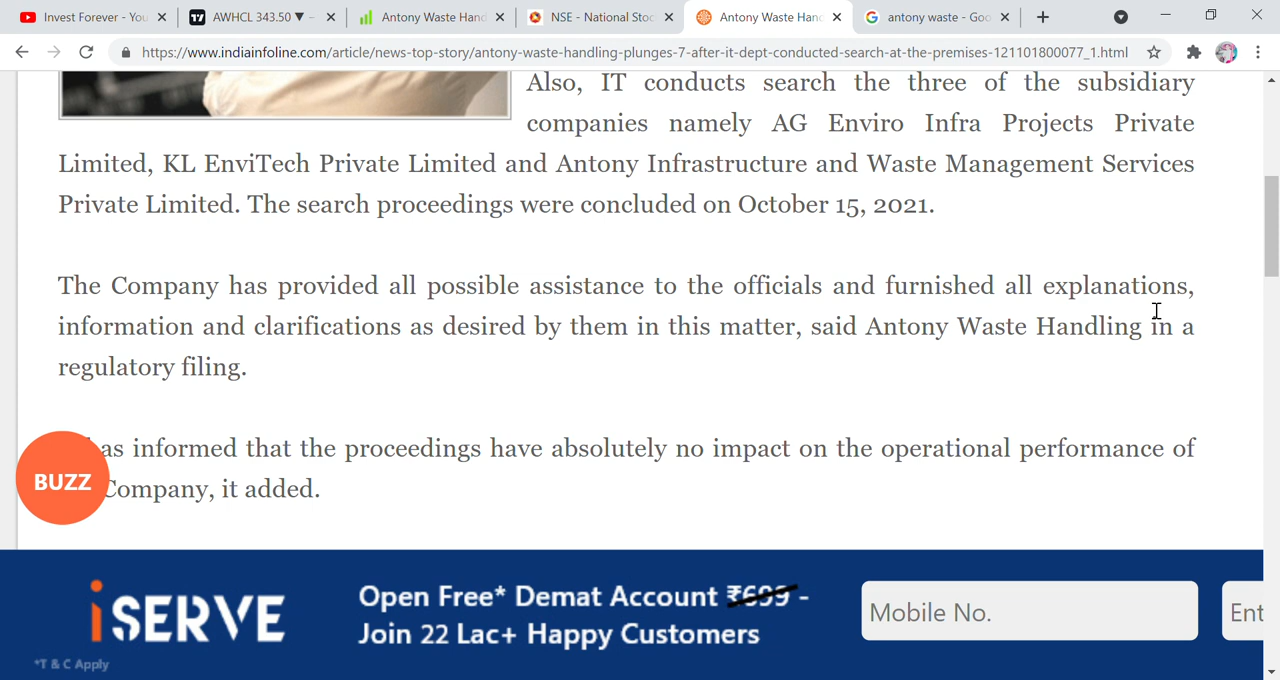 Invest Forever - You
AWHCL 343.50 ▼ -
Antony Waste Hand
NSE - National Stoc
Antony Waste Han
antony waste - Goo
https://www.indiainfoline.com/article/news-top-story/antony-waste-handling-plunges-7-after-it-dept-conducted-search-at-the-premises-121101800077_1.html
Also, IT conducts search the three of the subsidiary
companies namely AG Enviro Infra Projects Private
Limited, KL EnviTech Private Limited and Antony Infrastructure and Waste Management Services
Private Limited. The search proceedings were concluded on October 15, 2021.
The Company has provided all possible assistance to the officials and furnished all explanations,
information and clarifications as desired by them in this matter, said Antony Waste Handling in a
regulatory filing.
as informed that the proceedings have absolutely no impact on the operational performance of
BUZZ
Company, it added.
iSERVE
*T & C Apply
Open Free* Demat Account ₹699 -
Join 22 Lac+ Happy Customers
Mobile No.
Ent